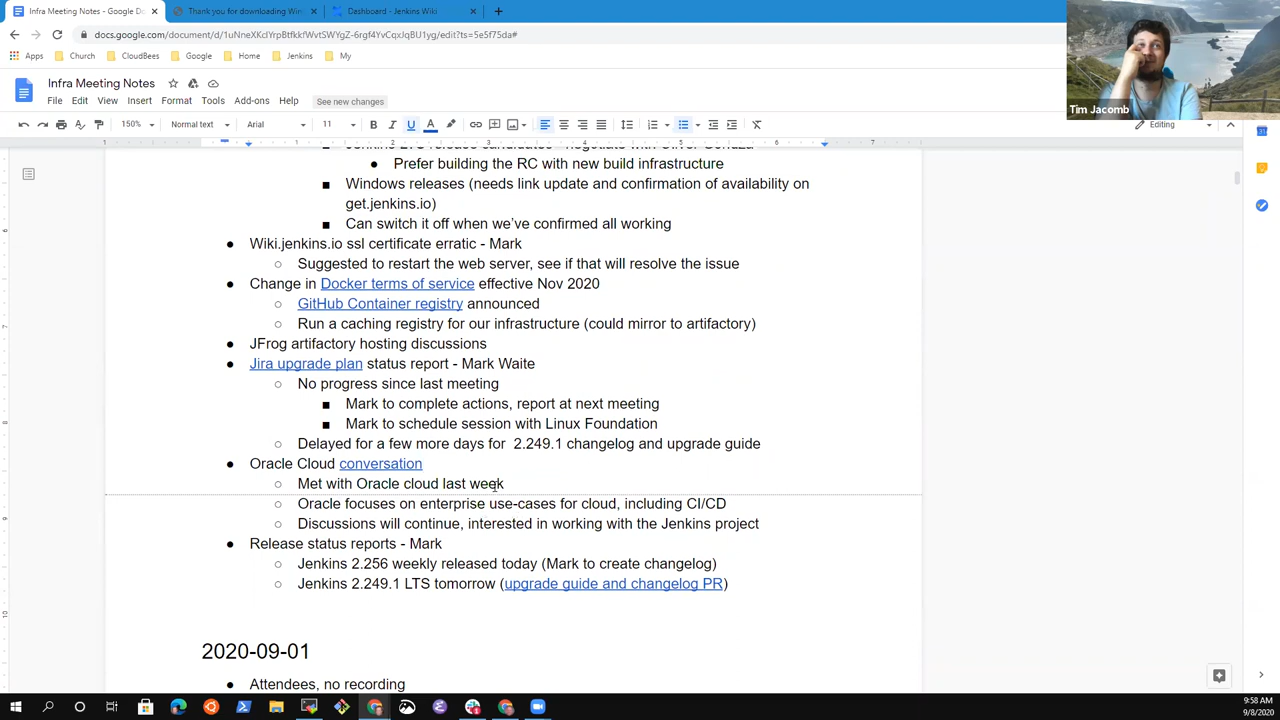 Infra Meeting Notes - Google Do
Thank you for downloading Win
Dashboard - Jenkins Wiki
docs.google.com/document/d/1uNneXKcIYrpBtfkkfWvtSWYgZ-6rgf4YvCqxJqBU1yg/edit?ts=5e5f75da#
Apps Church CloudBees Google Home Jenkins My
Infra Meeting Notes
File Edit View Insert Format Tools Add-ons Help See new changes
150% Normal text Arial 11 B I U A Editing
1 1 2 3 4 5 6 7
Prefer building the RC with new build infrastructure
Windows releases (needs link update and confirmation of availability on
get.jenkins.io)
Can switch it off when we've confirmed all working
Wiki.jenkins.io ssl certificate erratic - Mark
Suggested to restart the web server, see if that will resolve the issue
Change in Docker terms of service effective Nov 2020
GitHub Container registry announced
Run a caching registry for our infrastructure (could mirror to artifactory)
JFrog artifactory hosting discussions
Jira upgrade plan status report - Mark Waite
No progress since last meeting
Mark to complete actions, report at next meeting
Mark to schedule session with Linux Foundation
Delayed for a few more days for 2.249.1 changelog and upgrade guide
Oracle Cloud conversation
Met with Oracle cloud last week
Oracle focuses on enterprise use-cases for cloud, including CI/CD
Discussions will continue, interested in working with the Jenkins project
Release status reports - Mark
Jenkins 2.256 weekly released today (Mark to create changelog)
Jenkins 2.249.1 LTS tomorrow (upgrade guide and changelog PR)
2020-09-01
Attendees, no recording
Tim Jacomb
9:58 AM
9/8/2020